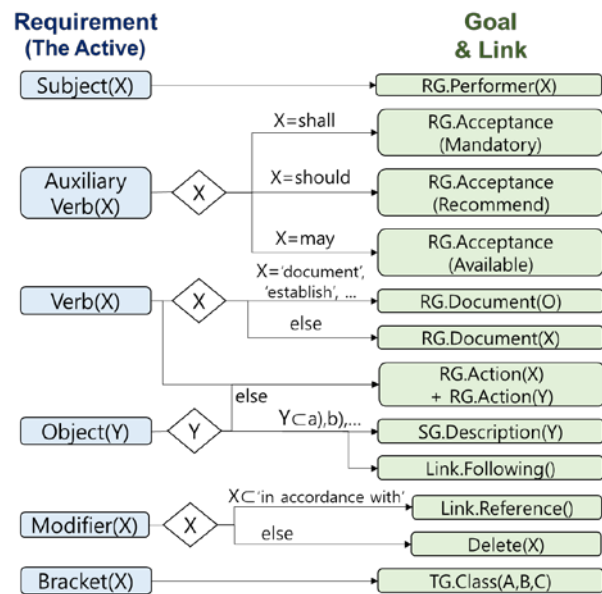 Requirement
(The Active)
Goal
& Link
Subject(X)
RG.Performer(X)
X=shall
RG.Acceptance
(Mandatory)
Auxiliary
Verb(X)
X
X=should
RG.Acceptance
(Recommend)
X=may
RG.Acceptance
(Available)
X='document',
'establish', ...
Verb(X)
X
RG.Document(O)
else
RG.Document(X)
RG.Action(X)
+ RG.Action(Y)
else
Object(Y)
Y
Y⊂a),b),...
SG.Description(Y)
Link.Following()
X⊂'in accordance with'
Link.Reference()
Modifier(X)
X
else
Delete(X)
Bracket(X)
TG.Class(A,B,C)